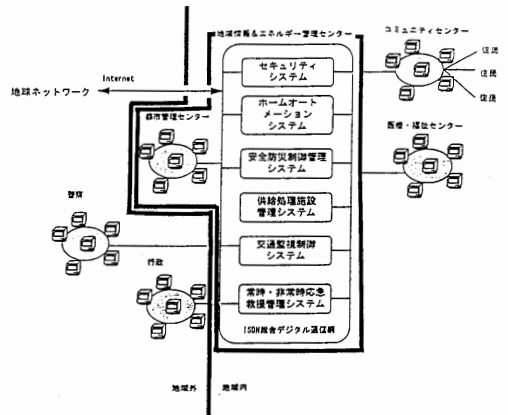 地域情報&エネルギー管理センター
コミュニティセンター
住民
住民
住民
セキュリティ
システム
Internet
地球ネットワーク
ホームオート
メーション
システム
都市管理センター
医療・福祉センター
安全防災制御管理
システム
供給処理施設
管理システム
警察
交通監視制御
システム
行政
常時・非常時応急
救援管理システム
ISDN総合デジタル通信網
地域外
地域内